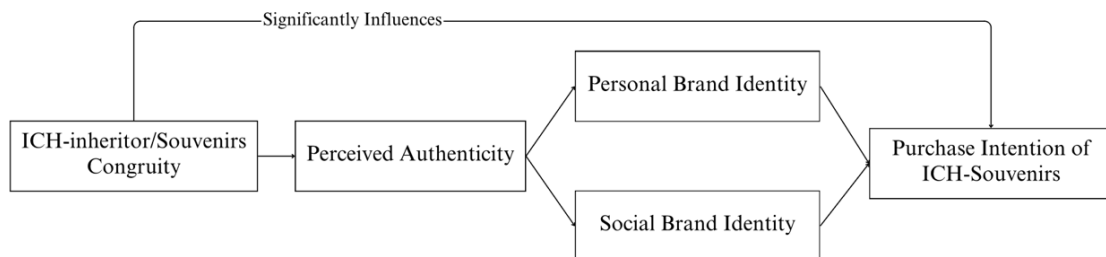 Significantly Influences
ICH-inheritor/Souvenirs
Congruity
Perceived Authenticity
Personal Brand Identity
Social Brand Identity
Purchase Intention of
ICH-Souvenirs